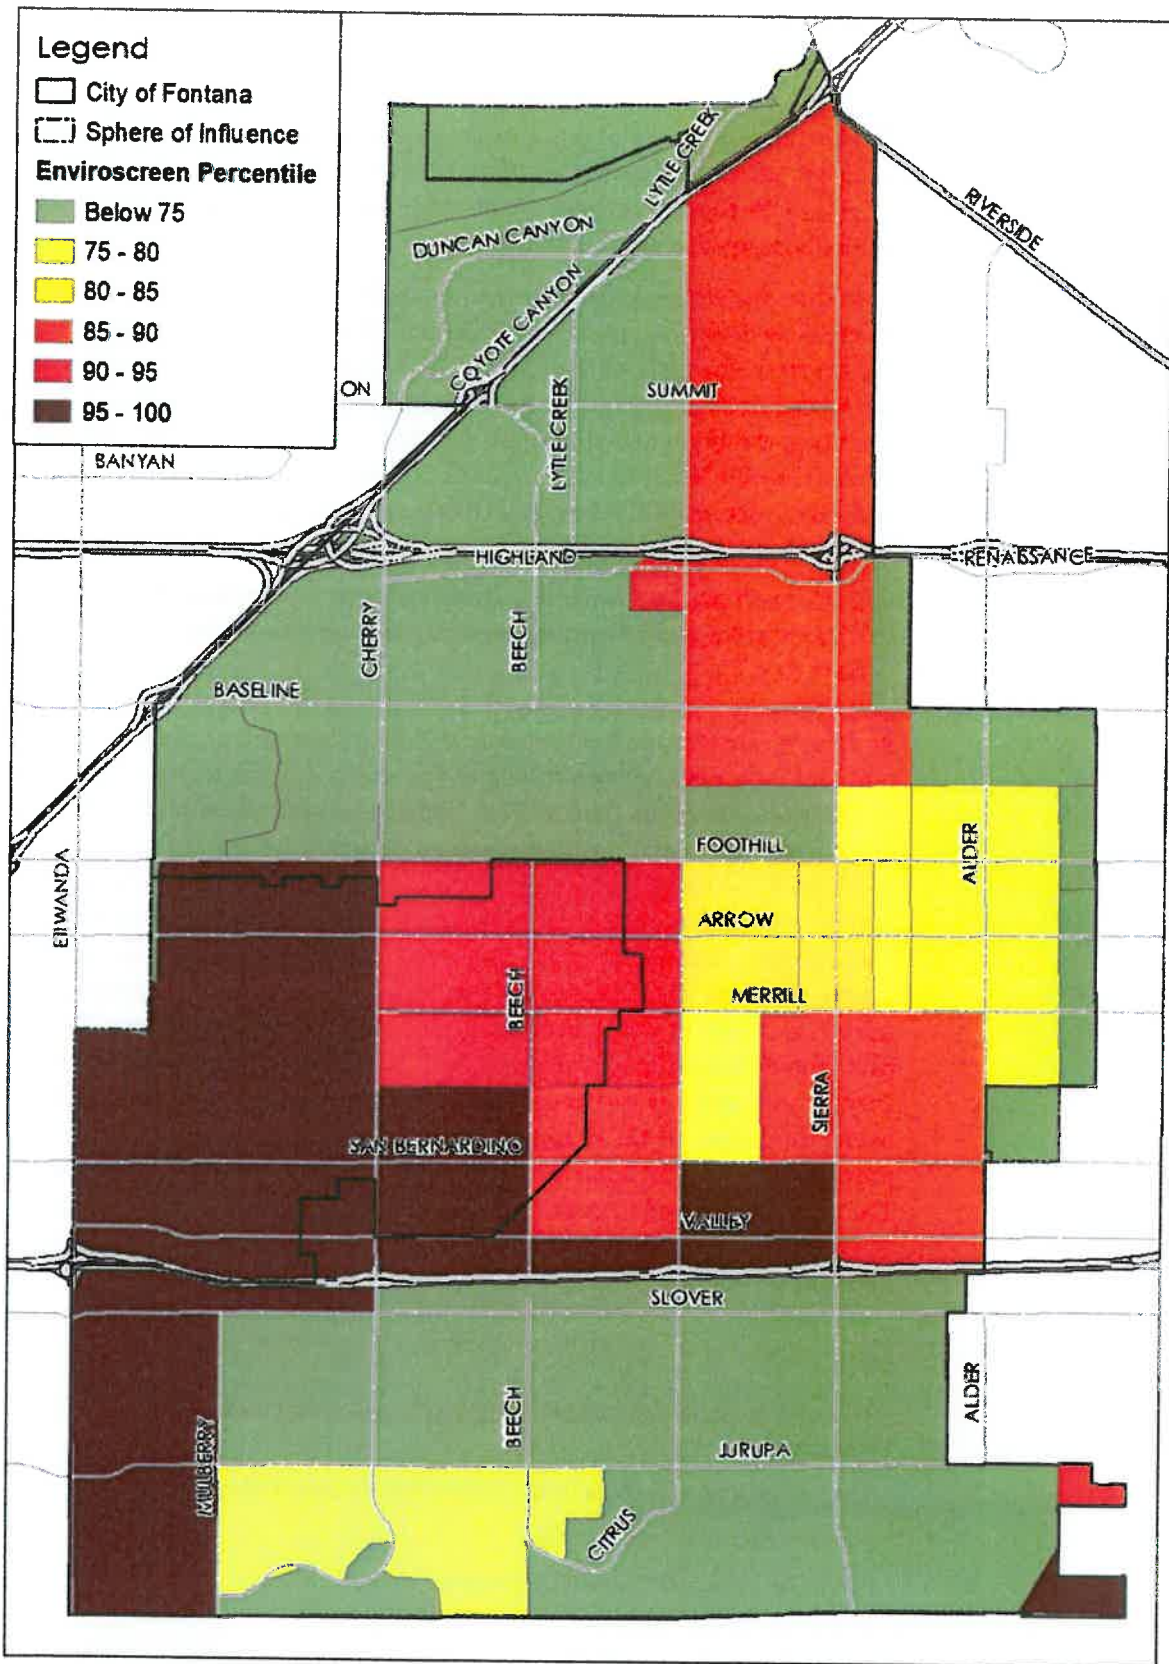 Legend
City of Fontana
Sphere of Influence
Enviroscreen Percentile
Below 75
75 - 80
80 - 85
85 - 90
90 - 95
95 - 100
LYTLE CREEK
RIVERSIDE
DUNCAN CANYON
COYOTE CANYON
ON
SUMMIT
LYTLE CREEK
BANYAN
HIGHLAND
RENAISSANCE
CHERRY
BEECH
BASELINE
FOOTHILL
ALDER
ETIWANDA
ARROW
BEECH
MERRILL
SIERRA
SAN BERNARDINO
VALLEY
SLOVER
ALDER
BEECH
JURUPA
MULBERRY
CITRUS